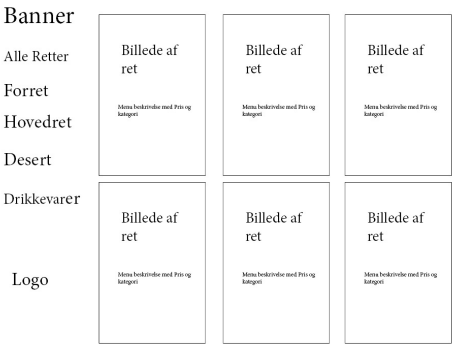 Banner
Alle Retter
Forret
Hovedret
Desert
Drikkevarer
Logo
Billede af
ret
Menu beskrivelse med Pris og
kategori
Billede af
ret
Menu beskrivelse med Pris og
kategori
Billede af
ret
Menu beskrivelse med Pris og
kategori
Billede af
ret
Menu beskrivelse med Pris og
kategori
Billede af
ret
Menu beskrivelse med Pris og
kategori
Billede af
ret
Menu beskrivelse med Pris og
kategori